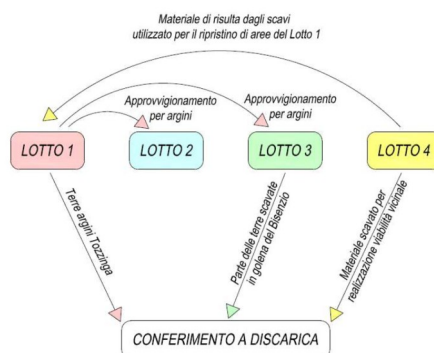 Materiale di risulta dagli scavi
utilizzato per il ripristino di aree del Lotto 1
Approvvigionamento
per argini
Approvvigionamento
per argini
LOTTO 1
LOTTO 2
LOTTO 3
LOTTO 4
Terre argini Tozzinga
Parte delle terre scavate
in golena del Bisenzio
Materiale scavato per
realizzazione viabilità vicinale
CONFERIMENTO A DISCARICA